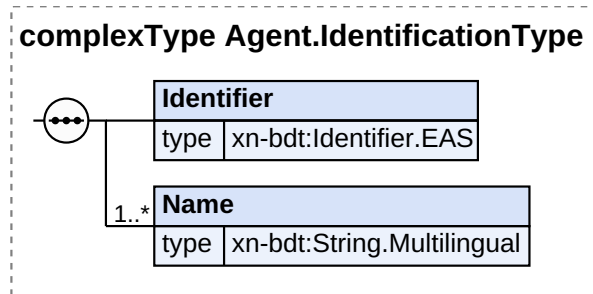 complexType Agent.IdentificationType
Identifier
type xn-bdt:Identifier.EAS
1..* Name
type xn-bdt:String.Multilingual